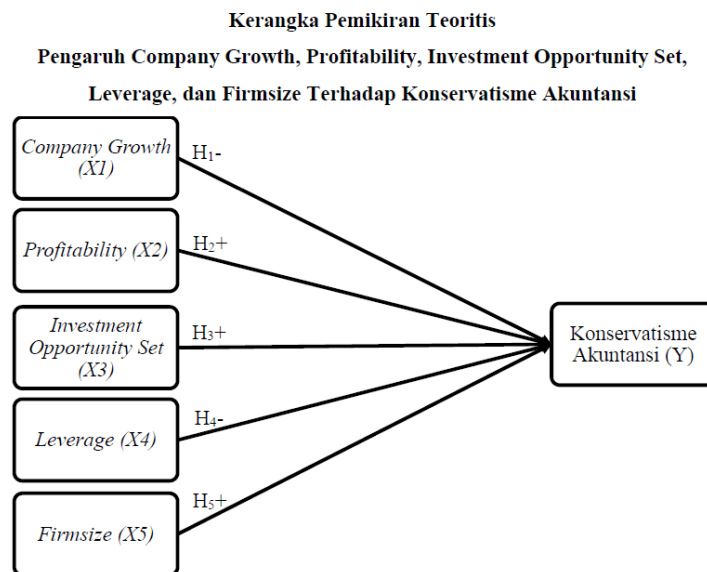 Kerangka Pemikiran Teoritis
Pengaruh Company Growth, Profitability, Investment Opportunity Set,
Leverage, dan Firmsize Terhadap Konservatisme Akuntansi
Company Growth
(X1)
H₁-
Profitability (X2)
H₂+
Investment
Opportunity Set
(X3)
H₃+
Konservatisme
Akuntansi (Y)
Leverage (X4)
H₄-
Firmsize (X5)
H₅+